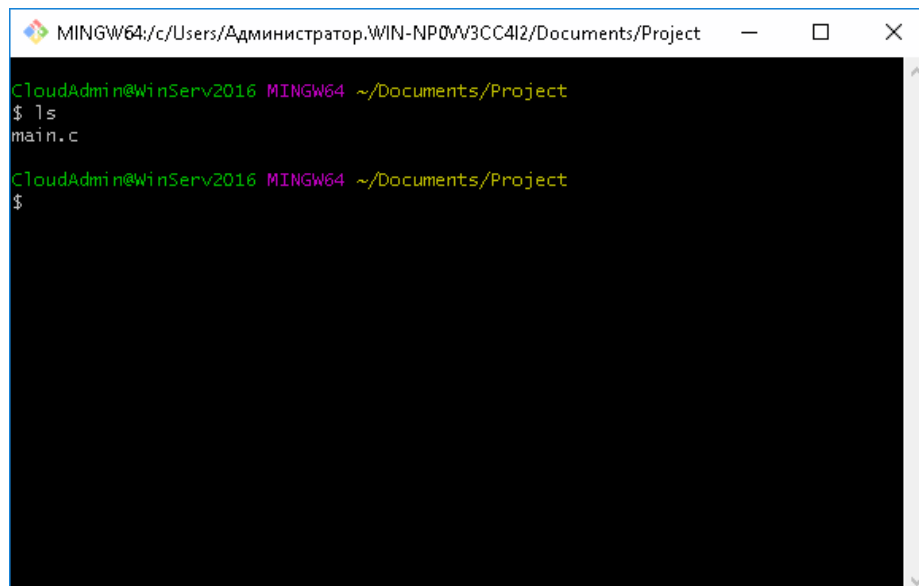 MINGW64:/c/Users/Администратор.WIN-NP0VV3CC4I2/Documents/Project
CloudAdmin@WinServ2016 MINGW64 ~/Documents/Project
$ ls
main.c
CloudAdmin@WinServ2016 MINGW64 ~/Documents/Project
$